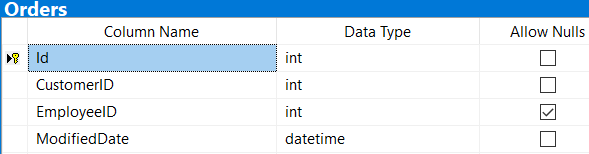 Orders
Column Name Data Type Allow Nulls
Id int
CustomerID int
EmployeeID int
ModifiedDate datetime